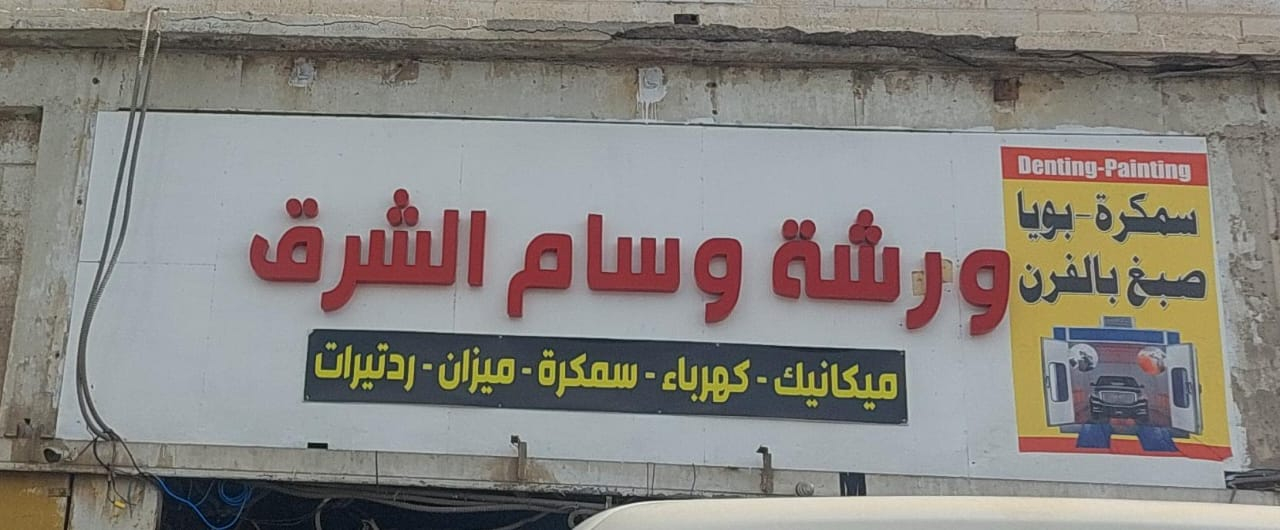 ورشة وسام الشرق
ميكانيك - كهرباء - سمكرة - ميزان - ردتيرات
Denting-Painting
سمكرة-بويا
صبغ بالفرن